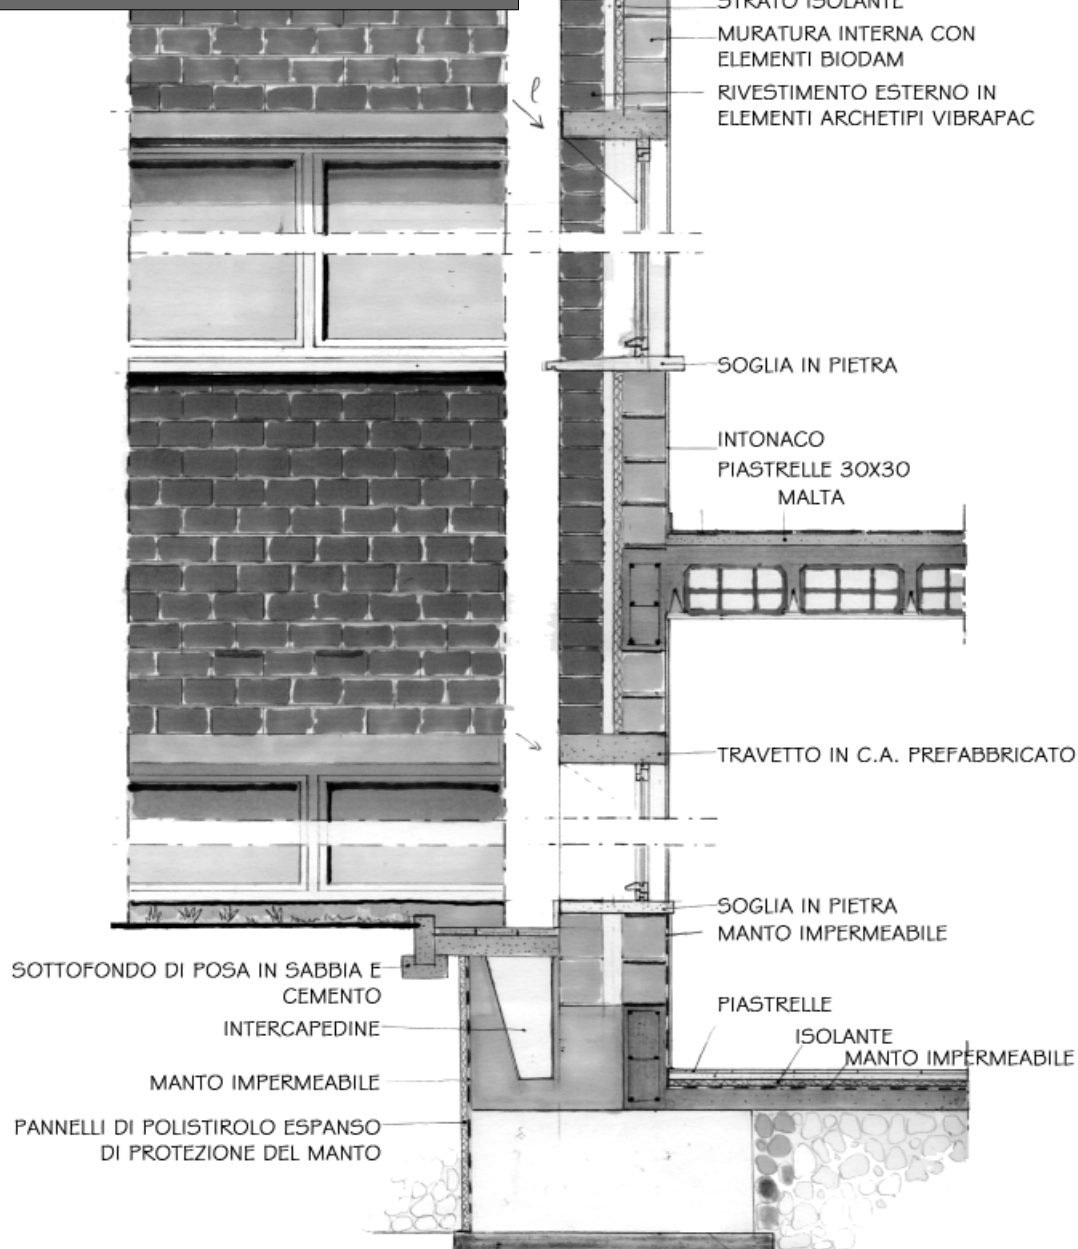 STRATO ISOLANTE
MURATURA INTERNA CON
ELEMENTI BIODAM
RIVESTIMENTO ESTERNO IN
ELEMENTI ARCHETIPI VIBRAPAC
SOGLIA IN PIETRA
INTONACO
PIASTRELLE 30X30
MALTA
TRAVETTO IN C.A. PREFABBRICATO
SOGLIA IN PIETRA
MANTO IMPERMEABILE
SOTTOFONDO DI POSA IN SABBIA E
CEMENTO
INTERCAPEDINE
MANTO IMPERMEABILE
PANNELLI DI POLISTIROLO ESPANSO
DI PROTEZIONE DEL MANTO
PIASTRELLE
ISOLANTE
MANTO IMPERMEABILE